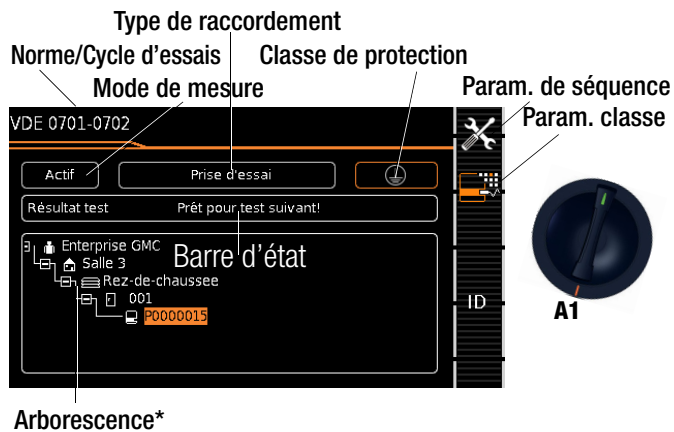 Type de raccordement
Norme/Cycle d'essais
Classe de protection
Mode de mesure
Param. de séquence
Param. classe
VDE 0701-0702
Actif
Prise d'essai
Résultat test
Prêt pour test suivant!
Enterprise GMC
Barre d'état
Salle 3
Rez-de-chaussee
001
P0000015
ID
A1
Arborescence*